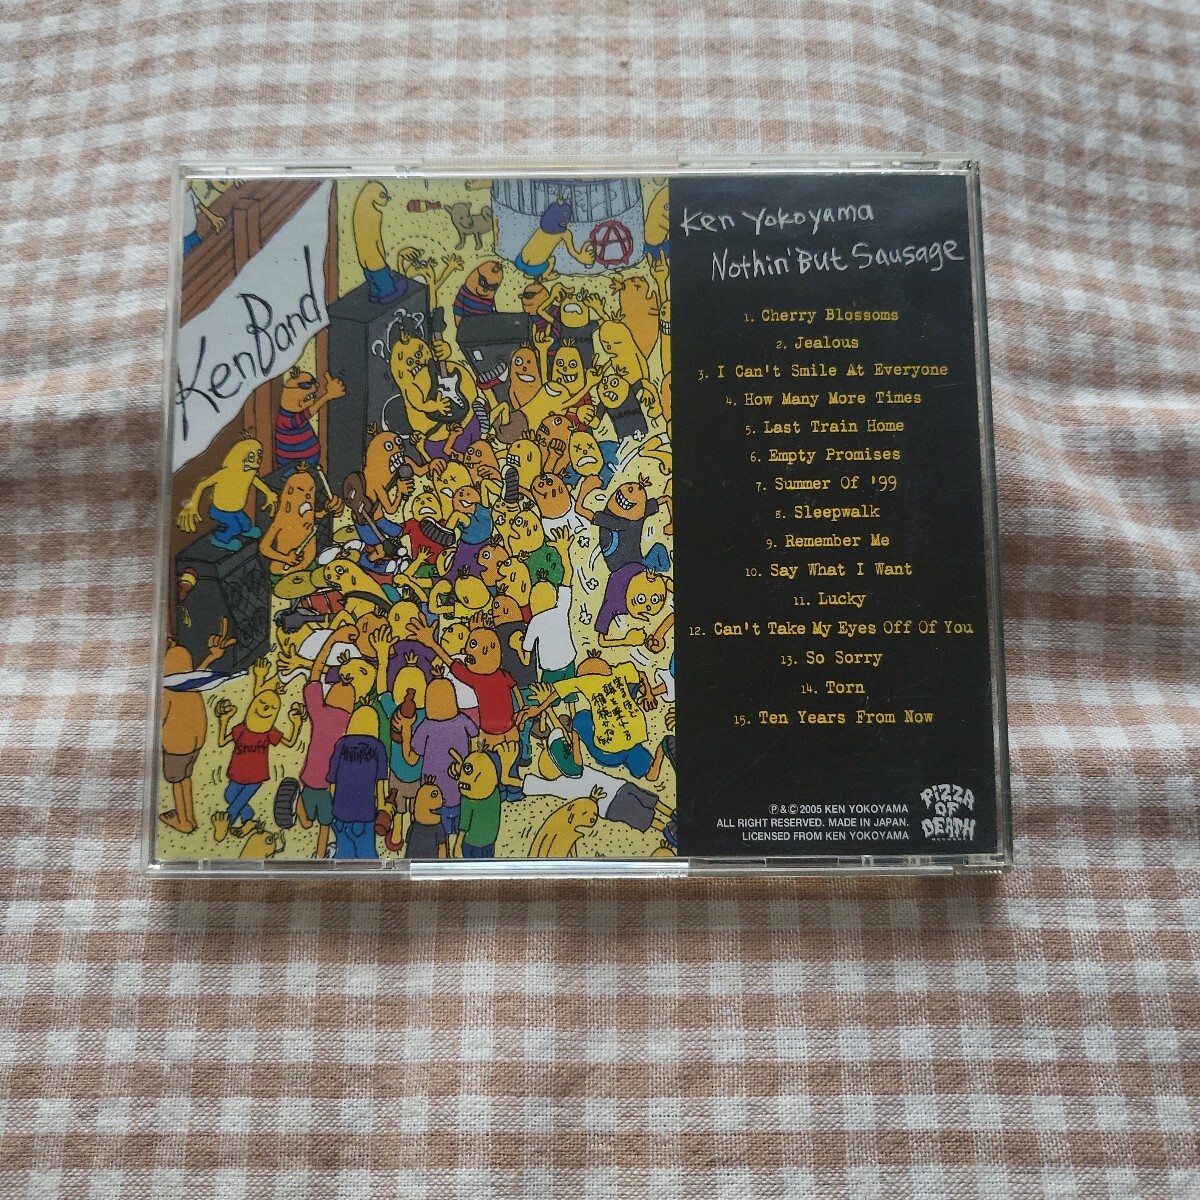 Ken Band
Ken Yokoyama
Nothin' But Sausage
1. Cherry Blossoms
2. Jealous
3. I Can't Smile At Everyone
4. How Many More Times
5. Last Train Home
6. Empty Promises
7. Summer Of '99
8. Sleepwalk
9. Remember Me
10. Say What I Want
11. Lucky
12. Can't Take My Eyes Off Of You
13. So Sorry
14. Torn
15. Ten Years From Now
Snuff
ANTHRAX
℗ & © 2005 KEN YOKOYAMA
ALL RIGHT RESERVED. MADE IN JAPAN.
LICENSED FROM KEN YOKOYAMA
PIZZA
OF
DEATH